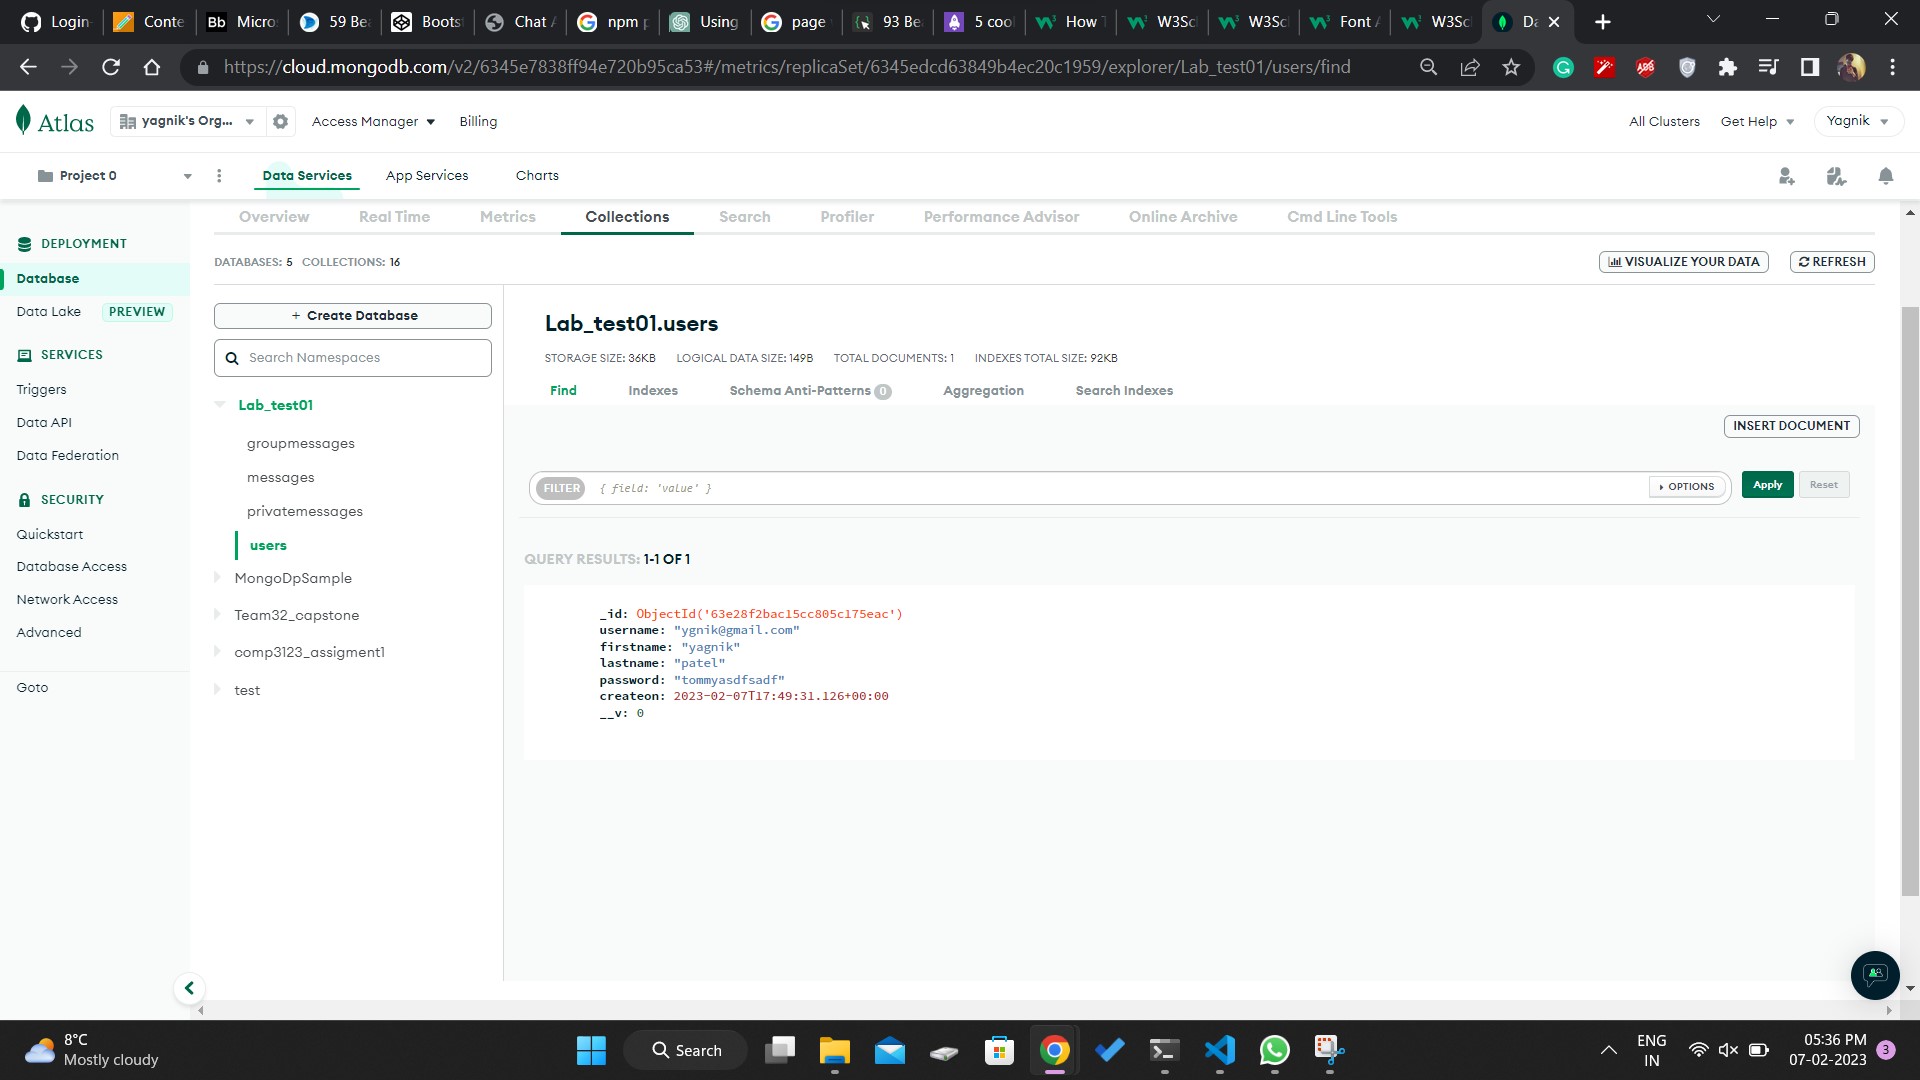 Login-
Conte
Bb Micro
59 Be
Bootst
Chat A
npm p
Using
page
93 Be
5 cool
How T
W3Sc
W3Sc
Font A
W3Sc
Da
https://cloud.mongodb.com/v2/6345e7838ff94e720b95ca53#/metrics/replicaSet/6345edcd63849b4ec20c1959/explorer/Lab_test01/users/find
Atlas
yagnik's Org...
Access Manager
Billing
All Clusters
Get Help
Yagnik
Project 0
Data Services
App Services
Charts
Overview
Real Time
Metrics
Collections
Search
Profiler
Performance Advisor
Online Archive
Cmd Line Tools
DEPLOYMENT
Database
Data Lake PREVIEW
SERVICES
Triggers
Data API
Data Federation
SECURITY
Quickstart
Database Access
Network Access
Advanced
Goto
DATABASES: 5 COLLECTIONS: 16
VISUALIZE YOUR DATA
REFRESH
+ Create Database
Search Namespaces
Lab_test01
groupmessages
messages
privatemessages
users
MongoDpSample
Team32_capstone
comp3123_assigment1
test
Lab_test01.users
STORAGE SIZE: 36KB LOGICAL DATA SIZE: 149B TOTAL DOCUMENTS: 1 INDEXES TOTAL SIZE: 92KB
Find
Indexes
Schema Anti-Patterns 0
Aggregation
Search Indexes
INSERT DOCUMENT
FILTER { field: 'value' }
OPTIONS
Apply
Reset
QUERY RESULTS: 1-1 OF 1
_id: ObjectId('63e28f2bac15cc805c175eac')
username: "ygnik@gmail.com"
firstname: "yagnik"
lastname: "patel"
password: "tommyasdfsadf"
createon: 2023-02-07T17:49:31.126+00:00
__v: 0
8°C
Mostly cloudy
Search
ENG
IN
05:36 PM
07-02-2023
3